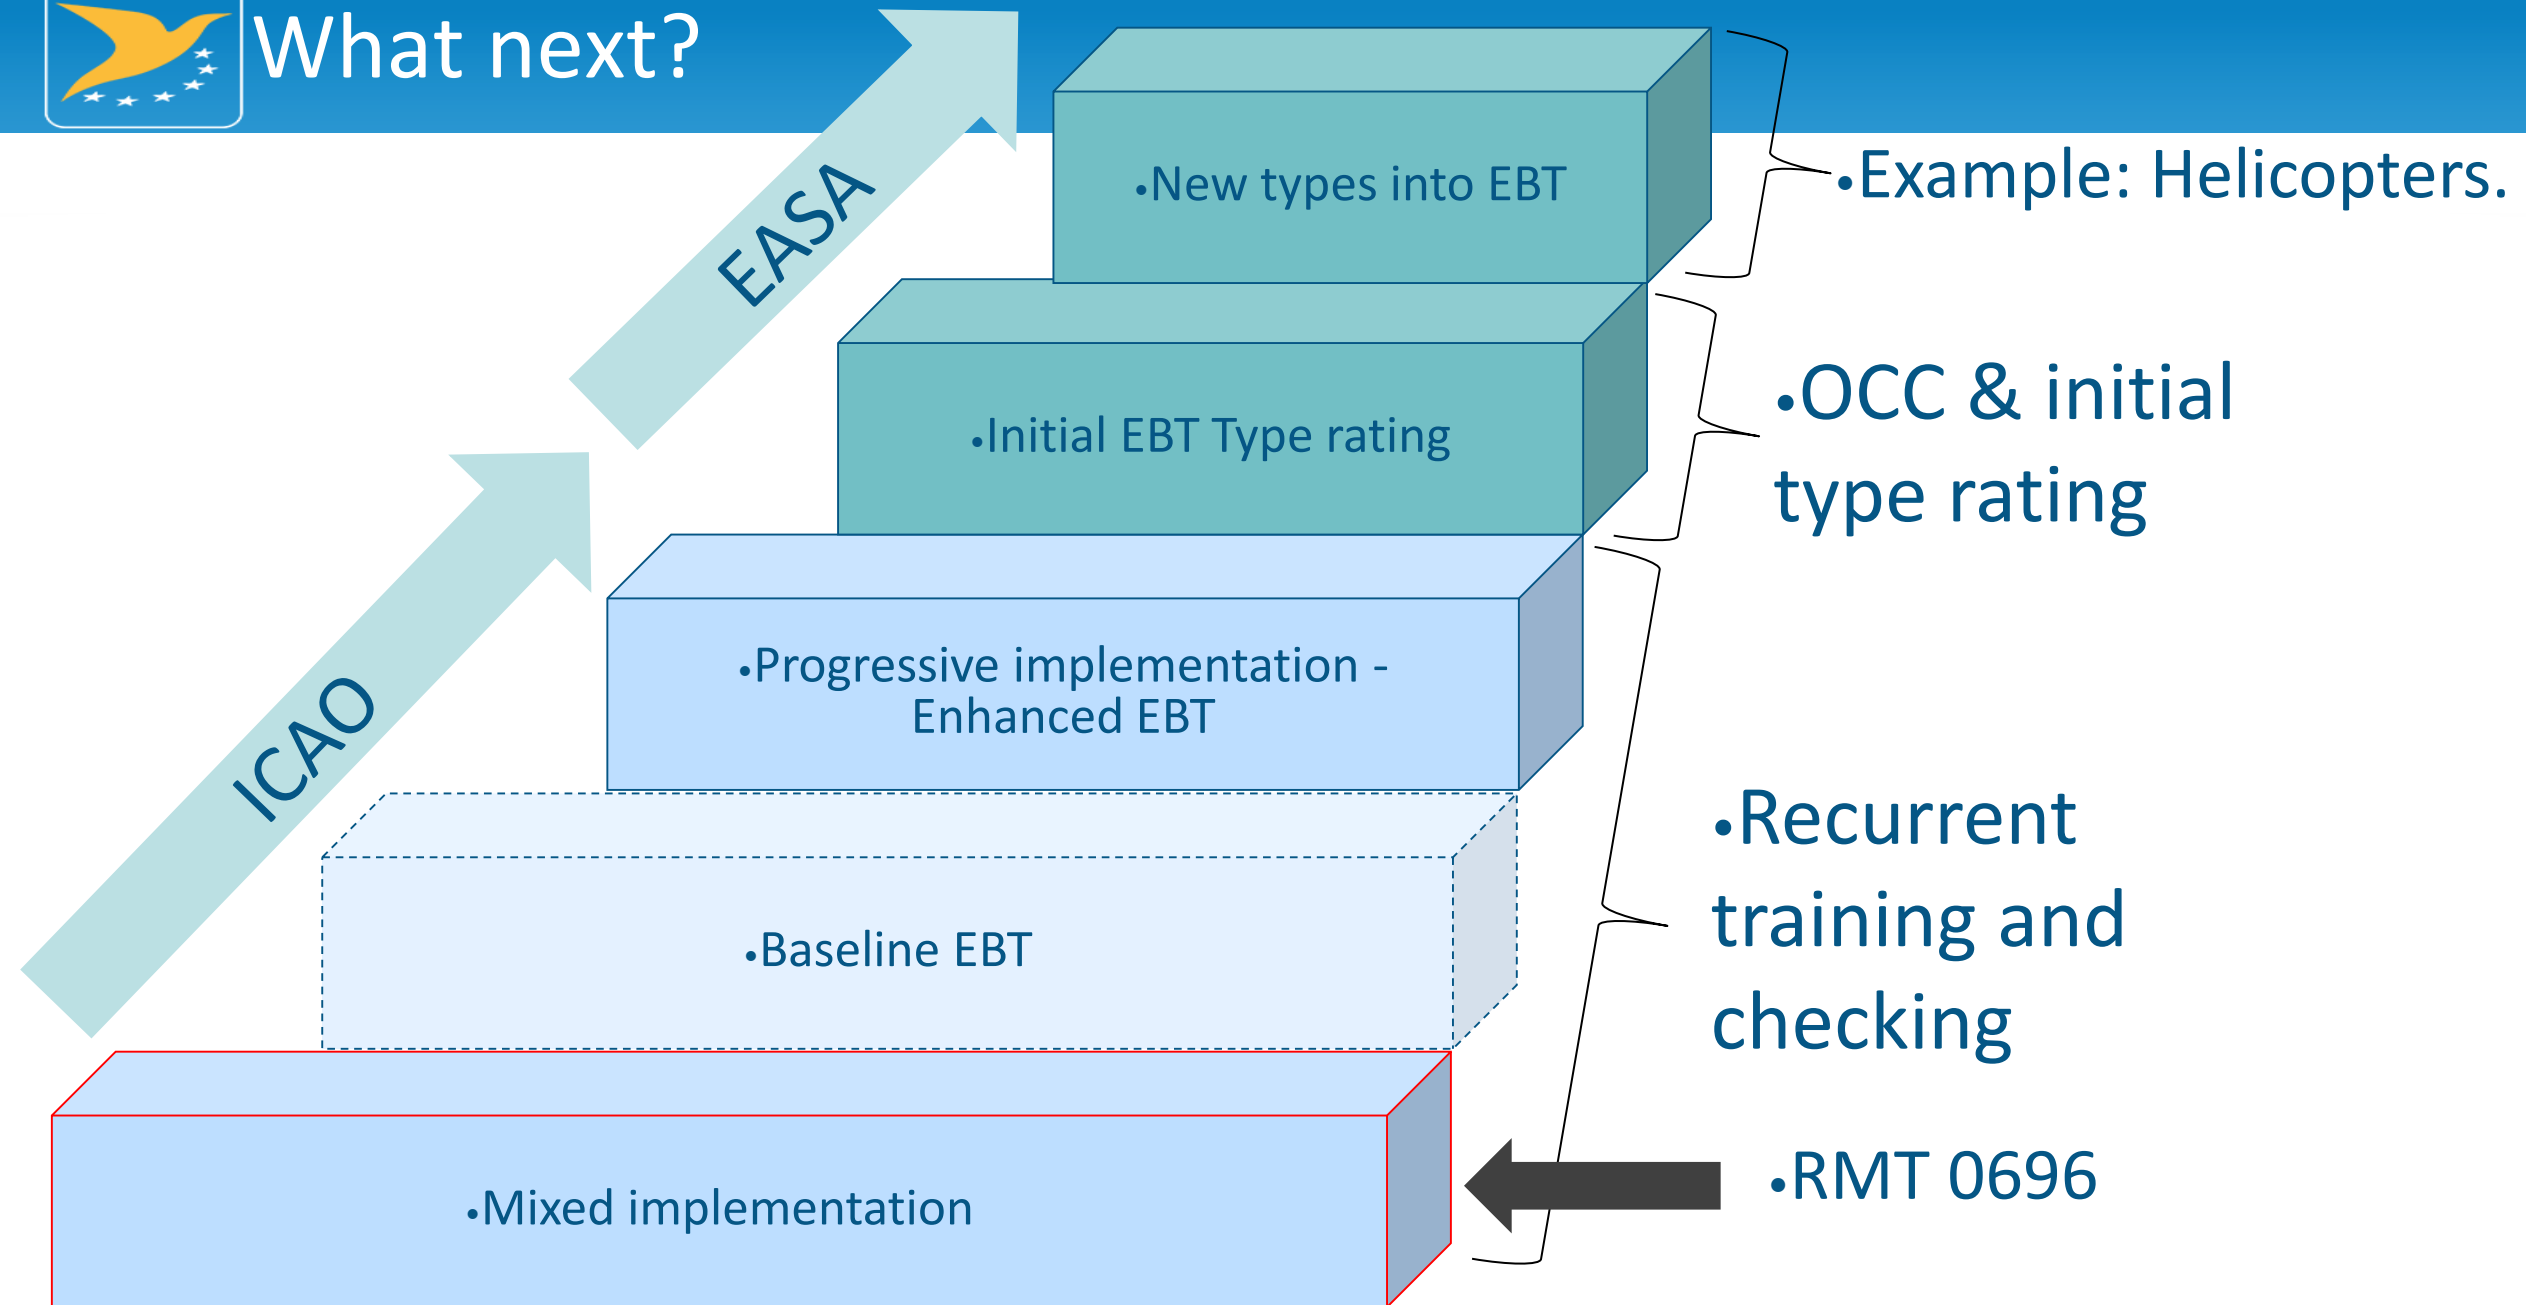 What next?
EASA
ICAO
•New types into EBT
•Example: Helicopters.
•Initial EBT Type rating
•OCC & initial
type rating
•Progressive implementation -
Enhanced EBT
•Baseline EBT
•Recurrent
training and
checking
•Mixed implementation
•RMT 0696